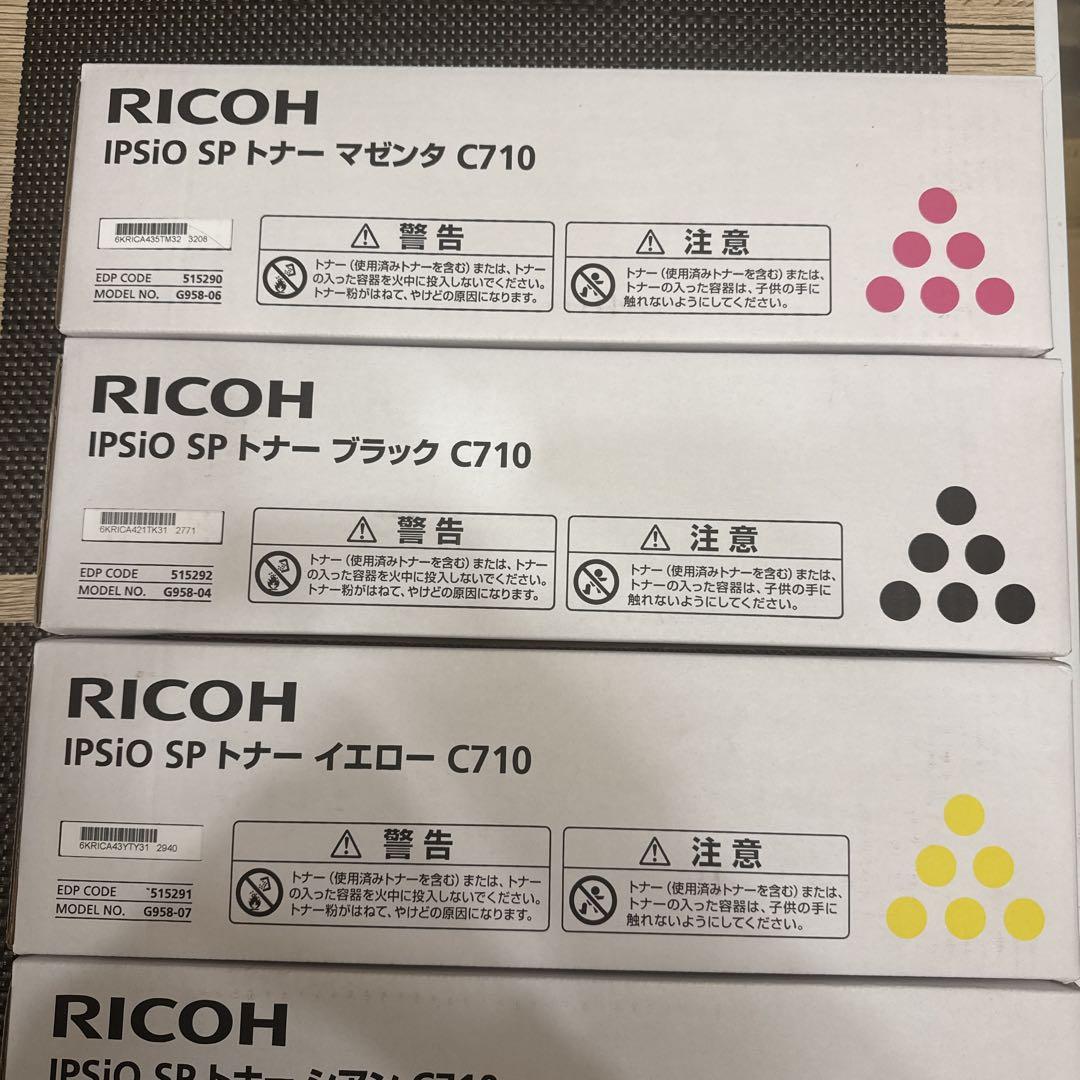 RICOH
IPSiO SP トナー マゼンタ C710
6KRICA435TM32 3208
EDP CODE 515290
MODEL NO. G958-06
警告
トナー（使用済みトナーを含む）または、トナー
の入った容器を火中に投入しないでください。
トナー粉がはねて、やけどの原因になります。
注意
トナー（使用済みトナーを含む）または、
トナーの入った容器は、子供の手に
触れないようにしてください。
RICOH
IPSiO SP トナー ブラック C710
6KRICA421TK31 2771
EDP CODE 515292
MODEL NO. G958-04
警告
トナー（使用済みトナーを含む）または、トナー
の入った容器を火中に投入しないでください。
トナー粉がはねて、やけどの原因になります。
注意
トナー（使用済みトナーを含む）または、
トナーの入った容器は、子供の手に
触れないようにしてください。
RICOH
IPSiO SP トナー イエロー C710
6KRICA43YTY31 2940
EDP CODE 515291
MODEL NO. G958-07
警告
トナー（使用済みトナーを含む）または、トナー
の入った容器を火中に投入しないでください。
トナー粉がはねて、やけどの原因になります。
注意
トナー（使用済みトナーを含む）または、
トナーの入った容器は、子供の手に
触れないようにしてください。
RICOH
IPSiO SP トナー シアン C710